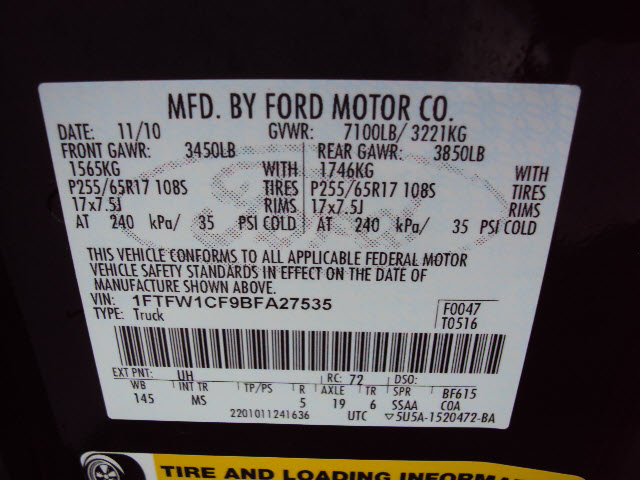 MFD. BY FORD MOTOR CO.
DATE: 11/10 GVWR: 7100LB/ 3221KG
FRONT GAWR: 3450LB REAR GAWR: 3850LB
1565KG WITH 1746KG WITH
P255/65R17 108S TIRES P255/65R17 108S TIRES
17x7.5J RIMS 17x7.5J RIMS
AT 240 kPa/ 35 PSI COLD AT 240 kPa/ 35 PSI COLD
THIS VEHICLE CONFORMS TO ALL APPLICABLE FEDERAL MOTOR
VEHICLE SAFETY STANDARDS IN EFFECT ON THE DATE OF
MANUFACTURE SHOWN ABOVE.
VIN: 1FTFW1CF9BFA27535 F0047
TYPE: Truck T0516
EXT PNT: UH RC: 72 DSO:
WB INT TR TP/PS R AXLE TR SPR BF615
145 MS 5 19 6 SSAA COA
2201011241636 UTC ▽5U5A-1520472-BA
TIRE AND LOADING